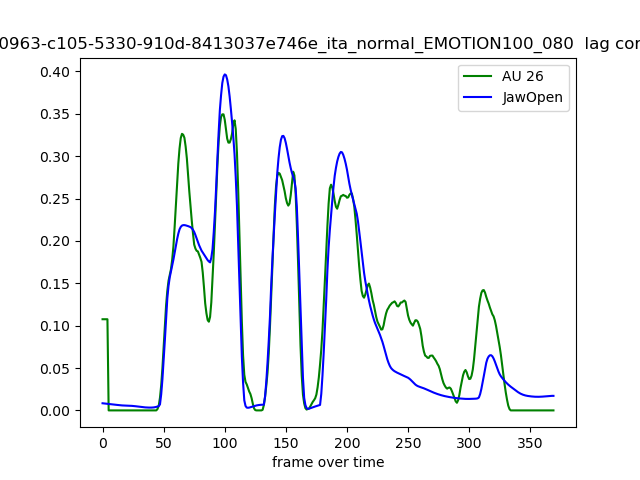 0963-c105-5330-910d-8413037e746e_ita_normal_EMOTION100_080 lag cor
AU 26
JawOpen
0.40
0.35
0.30
0.25
0.20
0.15
0.10
0.05
0.00
0 50 100 150 200 250 300 350
frame over time